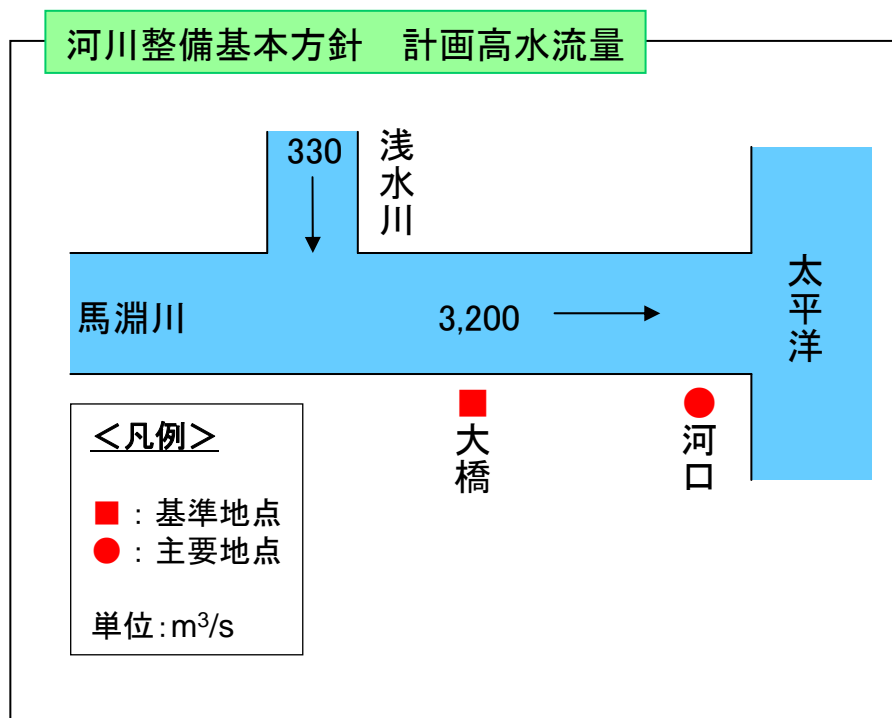 河川整備基本方針　計画高水流量
330
浅水川
馬淵川
3,200
太平洋
大橋
河口
＜凡例＞
■：基準地点
●：主要地点
単位：m³/s